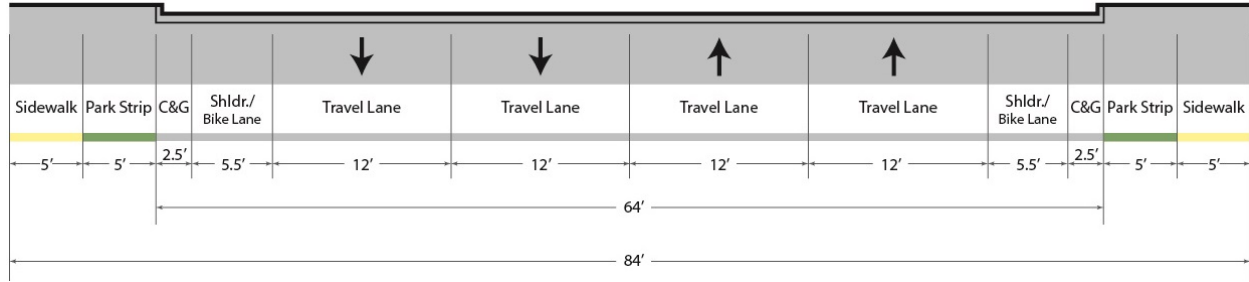 Sidewalk Park Strip C&G Shldr./ Bike Lane Travel Lane Travel Lane Travel Lane Travel Lane Shldr./ Bike Lane C&G Park Strip Sidewalk
5′ 5′ 2.5′ 5.5′ 12′ 12′ 12′ 12′ 5.5′ 2.5′ 5′ 5′
64′
84′